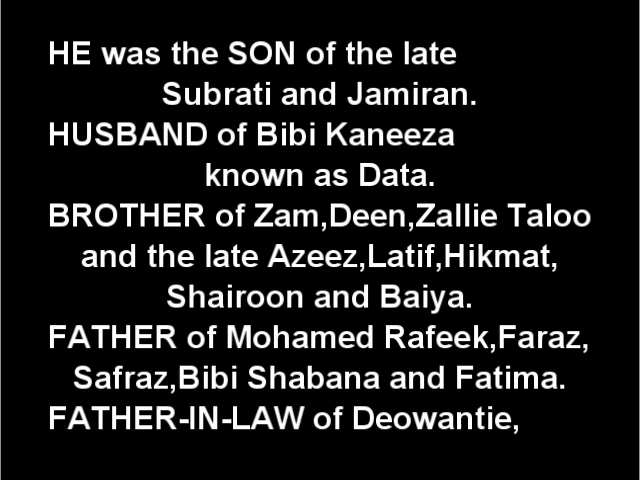 HE was the SON of the late
Subrati and Jamiran.
HUSBAND of Bibi Kaneeza
known as Data.
BROTHER of Zam,Deen,Zallie Taloo
and the late Azeez,Latif,Hikmat,
Shairoon and Baiya.
FATHER of Mohamed Rafeek,Faraz,
Safraz,Bibi Shabana and Fatima.
FATHER-IN-LAW of Deowantie,